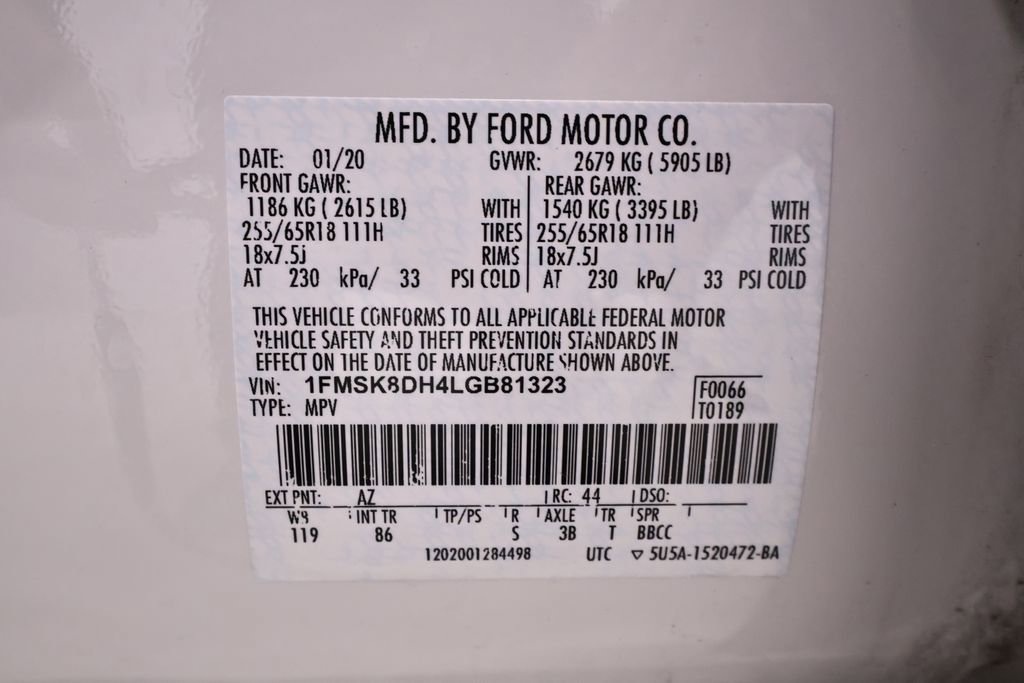 MFD. BY FORD MOTOR CO.
DATE: 01/20 GVWR: 2679 KG ( 5905 LB)
FRONT GAWR: REAR GAWR:
1186 KG ( 2615 LB) WITH 1540 KG ( 3395 LB) WITH
255/65R18 111H TIRES 255/65R18 111H TIRES
18x7.5J RIMS 18x7.5J RIMS
AT 230 kPa/ 33 PSI COLD AT 230 kPa/ 33 PSI COLD
THIS VEHICLE CONFORMS TO ALL APPLICABLE FEDERAL MOTOR
VEHICLE SAFETY AND THEFT PREVENTION STANDARDS IN
EFFECT ON THE DATE OF MANUFACTURE SHOWN ABOVE.
VIN: 1FMSK8DH4LGB81323
TYPE: MPV
F0066
T0189
EXT PNT: AZ RC: 44 DSO:
WB INT TR TP/PS R AXLE TR SPR
119 86 S 3B T BBCC
1202001284498 UTC ▽ 5U5A-1520472-BA